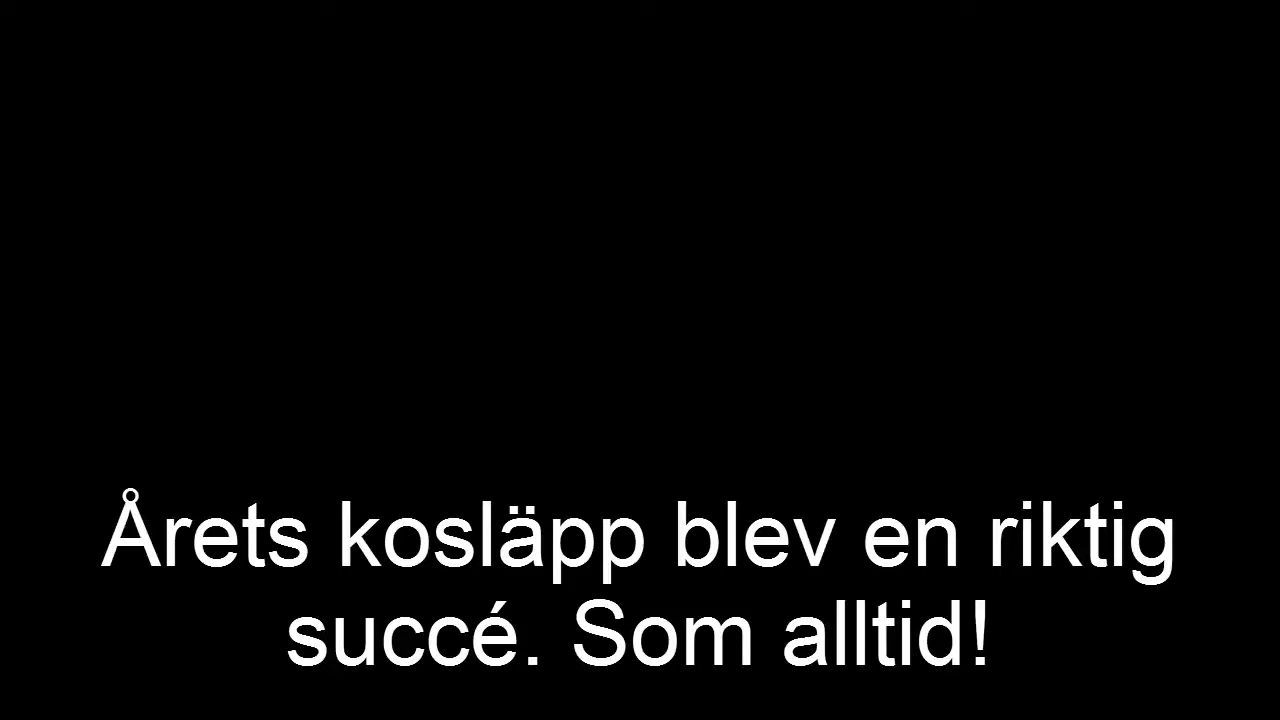 Årets kosläpp blev en riktig
succé. Som alltid!